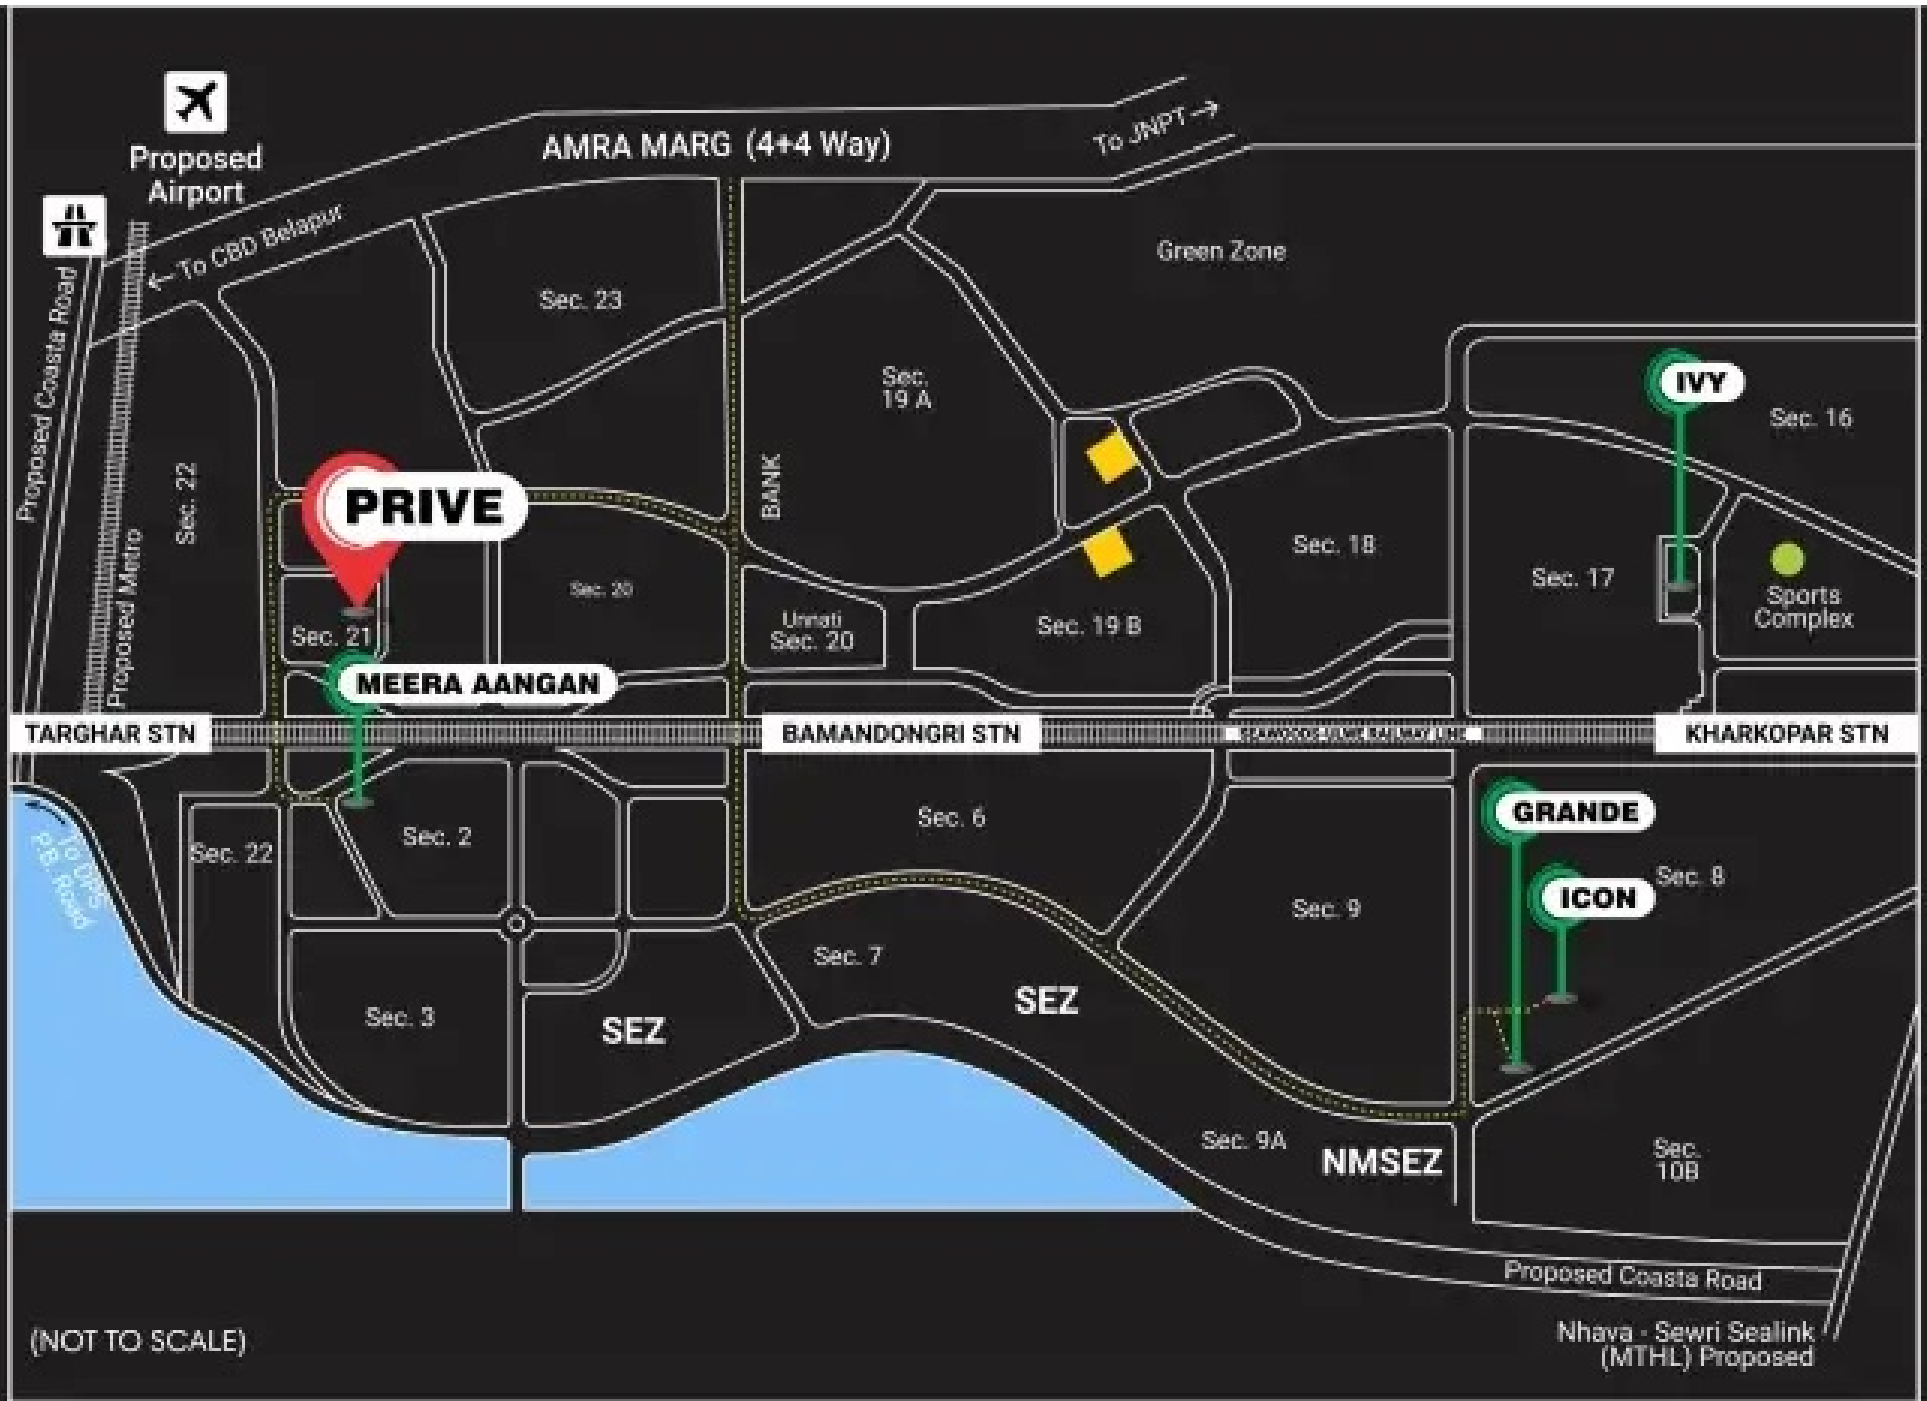 Proposed
Airport
AMRA MARG (4+4 Way)
To JNPT
To CBD Belapur
Proposed Coasta Road
Proposed Metro
Green Zone
Sec. 23
Sec.
19 A
IVY
Sec. 16
Sec. 22
PRIVE
BANK
Sec. 18
Sec. 17
Sec. 20
Sports
Complex
Unnati
Sec. 20
Sec. 19 B
Sec. 21
MEERA AANGAN
TARGHAR STN
BAMANDONGRI STN
KHARKOPAR STN
GRANDE
Sec. 6
Sec. 2
Sec. 22
Sec. 8
ICON
Sec. 9
Sec. 7
SEZ
Sec. 3
SEZ
Sec. 9A
NMSEZ
Sec.
10B
Proposed Coasta Road
(NOT TO SCALE)
Nhava - Sewri Sealink
(MTHL) Proposed